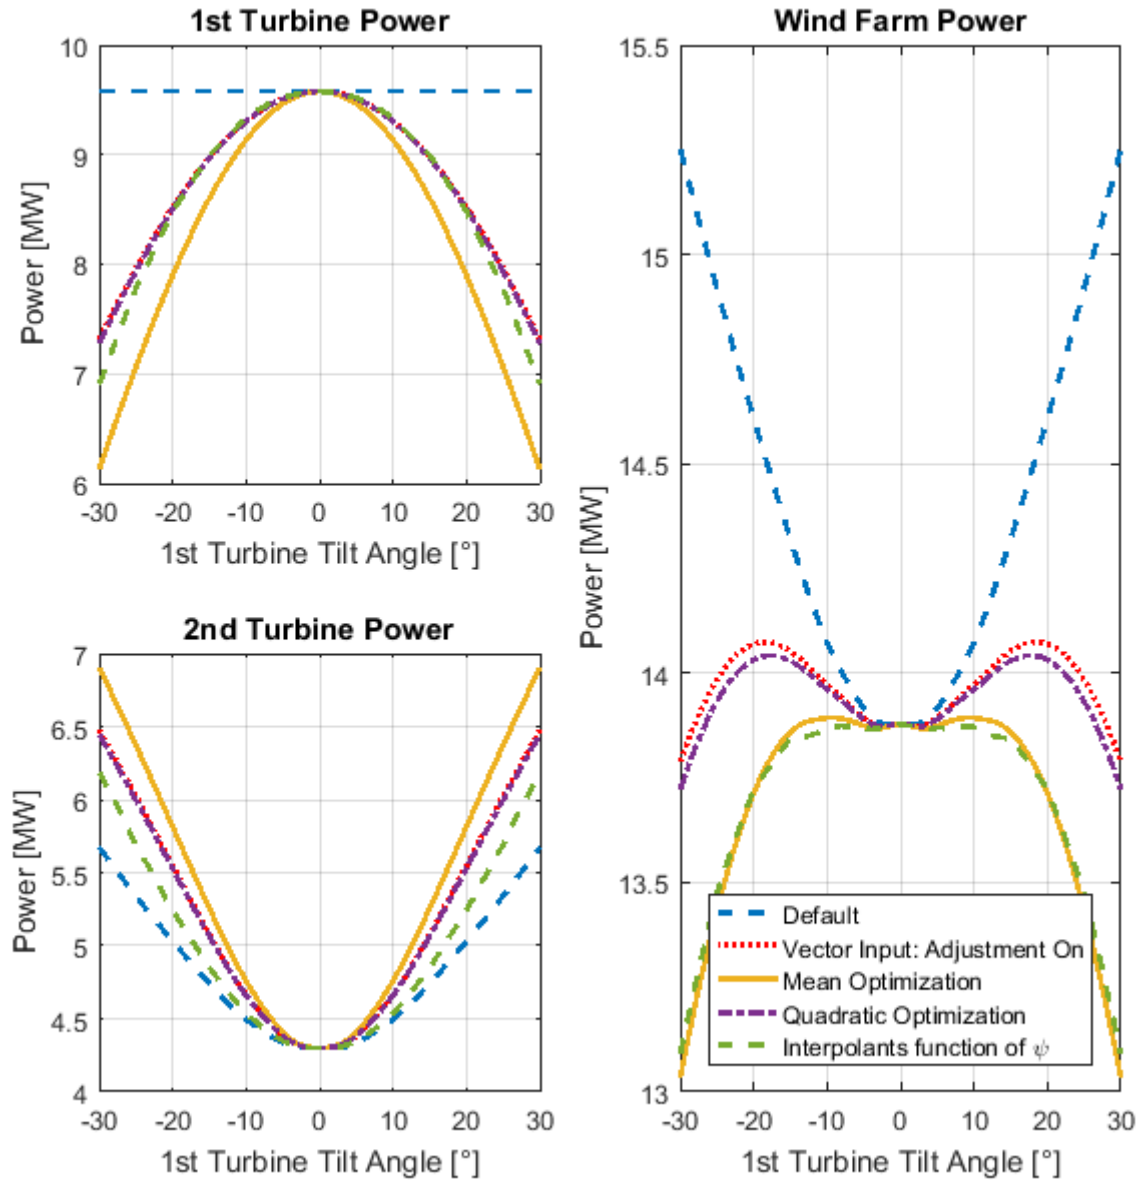 1st Turbine Power
10
9
8
7
6
Power [MW]
-30 -20 -10 0 10 20 30
1st Turbine Tilt Angle [°]
2nd Turbine Power
7
6.5
6
5.5
5
4.5
4
Power [MW]
-30 -20 -10 0 10 20 30
1st Turbine Tilt Angle [°]
Wind Farm Power
15.5
15
14.5
14
13.5
13
Power [MW]
Default
Vector Input: Adjustment On
Mean Optimization
Quadratic Optimization
Interpolants function of ψ
-30 -20 -10 0 10 20 30
1st Turbine Tilt Angle [°]